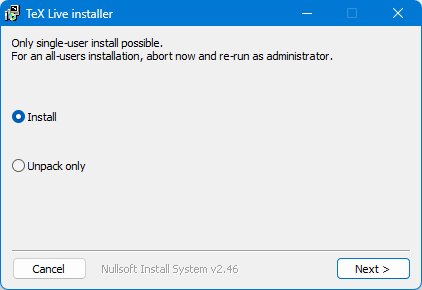 TeX Live installer
Only single-user install possible.
For an all-users installation, abort now and re-run as administrator.
Install
Unpack only
Cancel
Nullsoft Install System v2.46
Next >